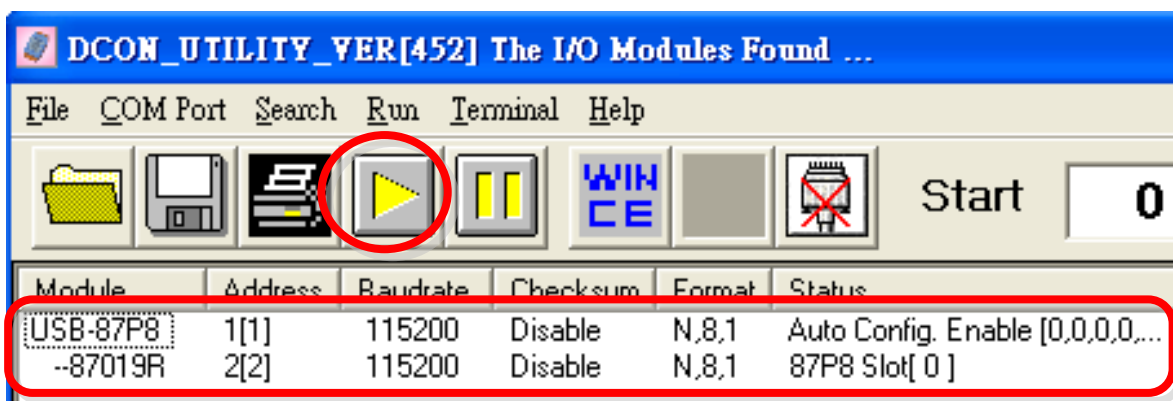 DCON_UTILITY_VER[452] The I/O Modules Found ...
File COM Port Search Run Terminal Help
WIN
CE
Start 0
Module Address Baudrate Checksum Format Status
USB-87P8 1[1] 115200 Disable N,8,1 Auto Config. Enable [0,0,0,0,...
--87019R 2[2] 115200 Disable N,8,1 87P8 Slot[ 0 ]